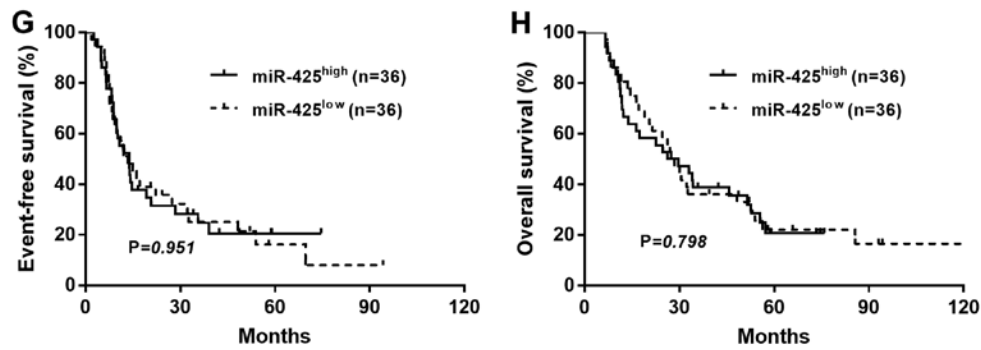 G
Event-free survival (%)
100
80
60
40
20
0
miR-425high (n=36)
miR-425low (n=36)
P=0.951
0 30 60 90 120
Months
H
Overall survival (%)
100
80
60
40
20
0
miR-425high (n=36)
miR-425low (n=36)
P=0.798
0 30 60 90 120
Months